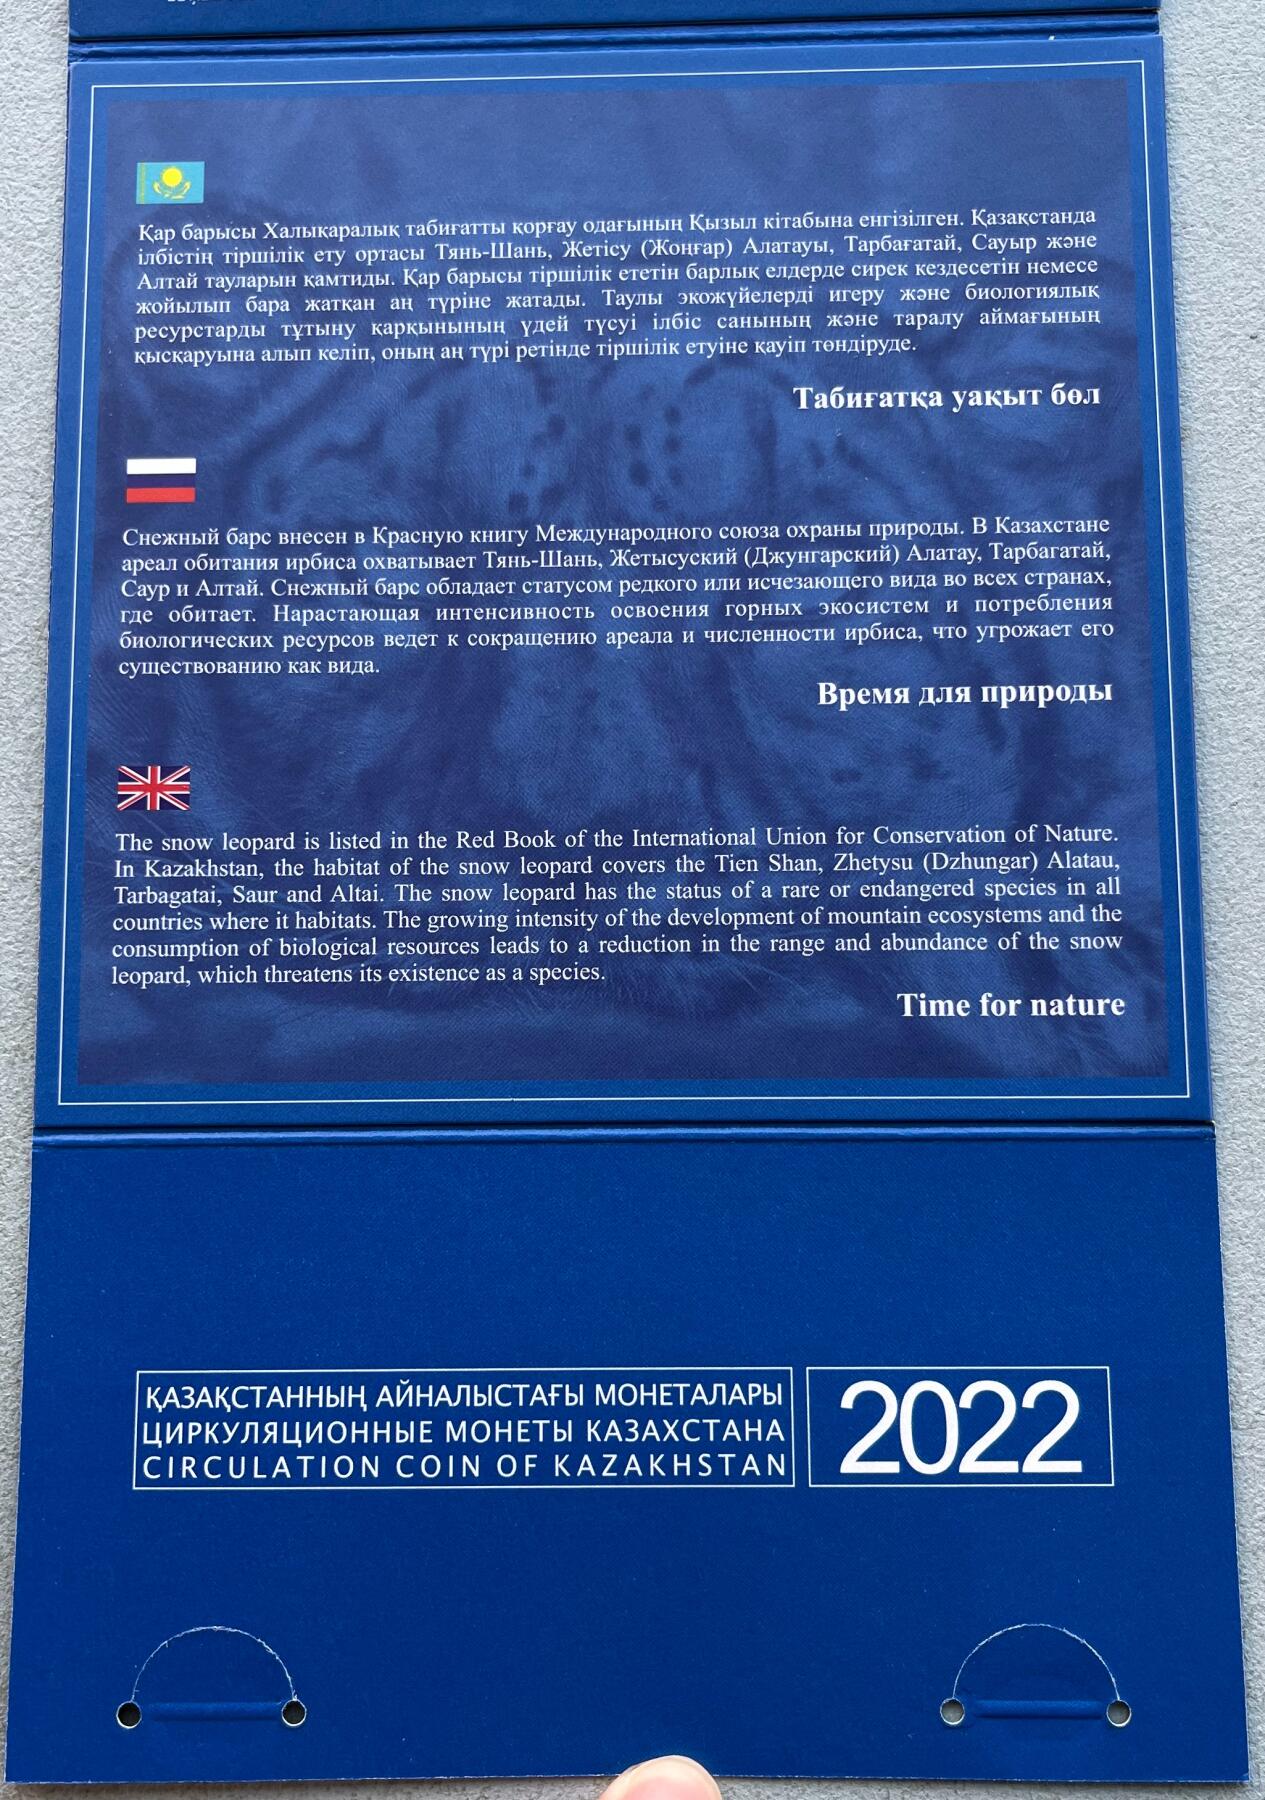 Қар барысы Халықаралық табиғатты қорғау одағының Қызыл кітабына енгізілген. Қазақстанда
ілбістің тіршілік ету ортасы Тянь-Шань, Жетісу (Жоңғар) Алатауы, Тарбағатай, Сауыр және
Алтай тауларын қамтиды. Қар барысы тіршілік ететін барлық елдерде сирек кездесетін немесе
жойылып бара жатқан аң түріне жатады. Таулы экожүйелерді игеру және биологиялық
ресурстарды тұтыну қарқынының үдей түсуі ілбіс санының және таралу аймағының
қысқаруына алып келіп, оның аң түрі ретінде тіршілік етуіне қауіп төндіруде.
Табиғатқа уақыт бөл
Снежный барс внесен в Красную книгу Международного союза охраны природы. В Казахстане
ареал обитания ирбиса охватывает Тянь-Шань, Жетысуский (Джунгарский) Алатау, Тарбагатай,
Саур и Алтай. Снежный барс обладает статусом редкого или исчезающего вида во всех странах,
где обитает. Нарастающая интенсивность освоения горных экосистем и потребления
биологических ресурсов ведет к сокращению ареала и численности ирбиса, что угрожает его
существованию как вида.
Время для природы
The snow leopard is listed in the Red Book of the International Union for Conservation of Nature.
In Kazakhstan, the habitat of the snow leopard covers the Tien Shan, Zhetysu (Dzhungar) Alatau,
Tarbagatai, Saur and Altai. The snow leopard has the status of a rare or endangered species in all
countries where it habitats. The growing intensity of the development of mountain ecosystems and the
consumption of biological resources leads to a reduction in the range and abundance of the snow
leopard, which threatens its existence as a species.
Time for nature
ҚАЗАҚСТАННЫҢ АЙНАЛЫСТАҒЫ МОНЕТАЛАРЫ
ЦИРКУЛЯЦИОННЫЕ МОНЕТЫ КАЗАХСТАНА
CIRCULATION COIN OF KAZAKHSTAN
2022